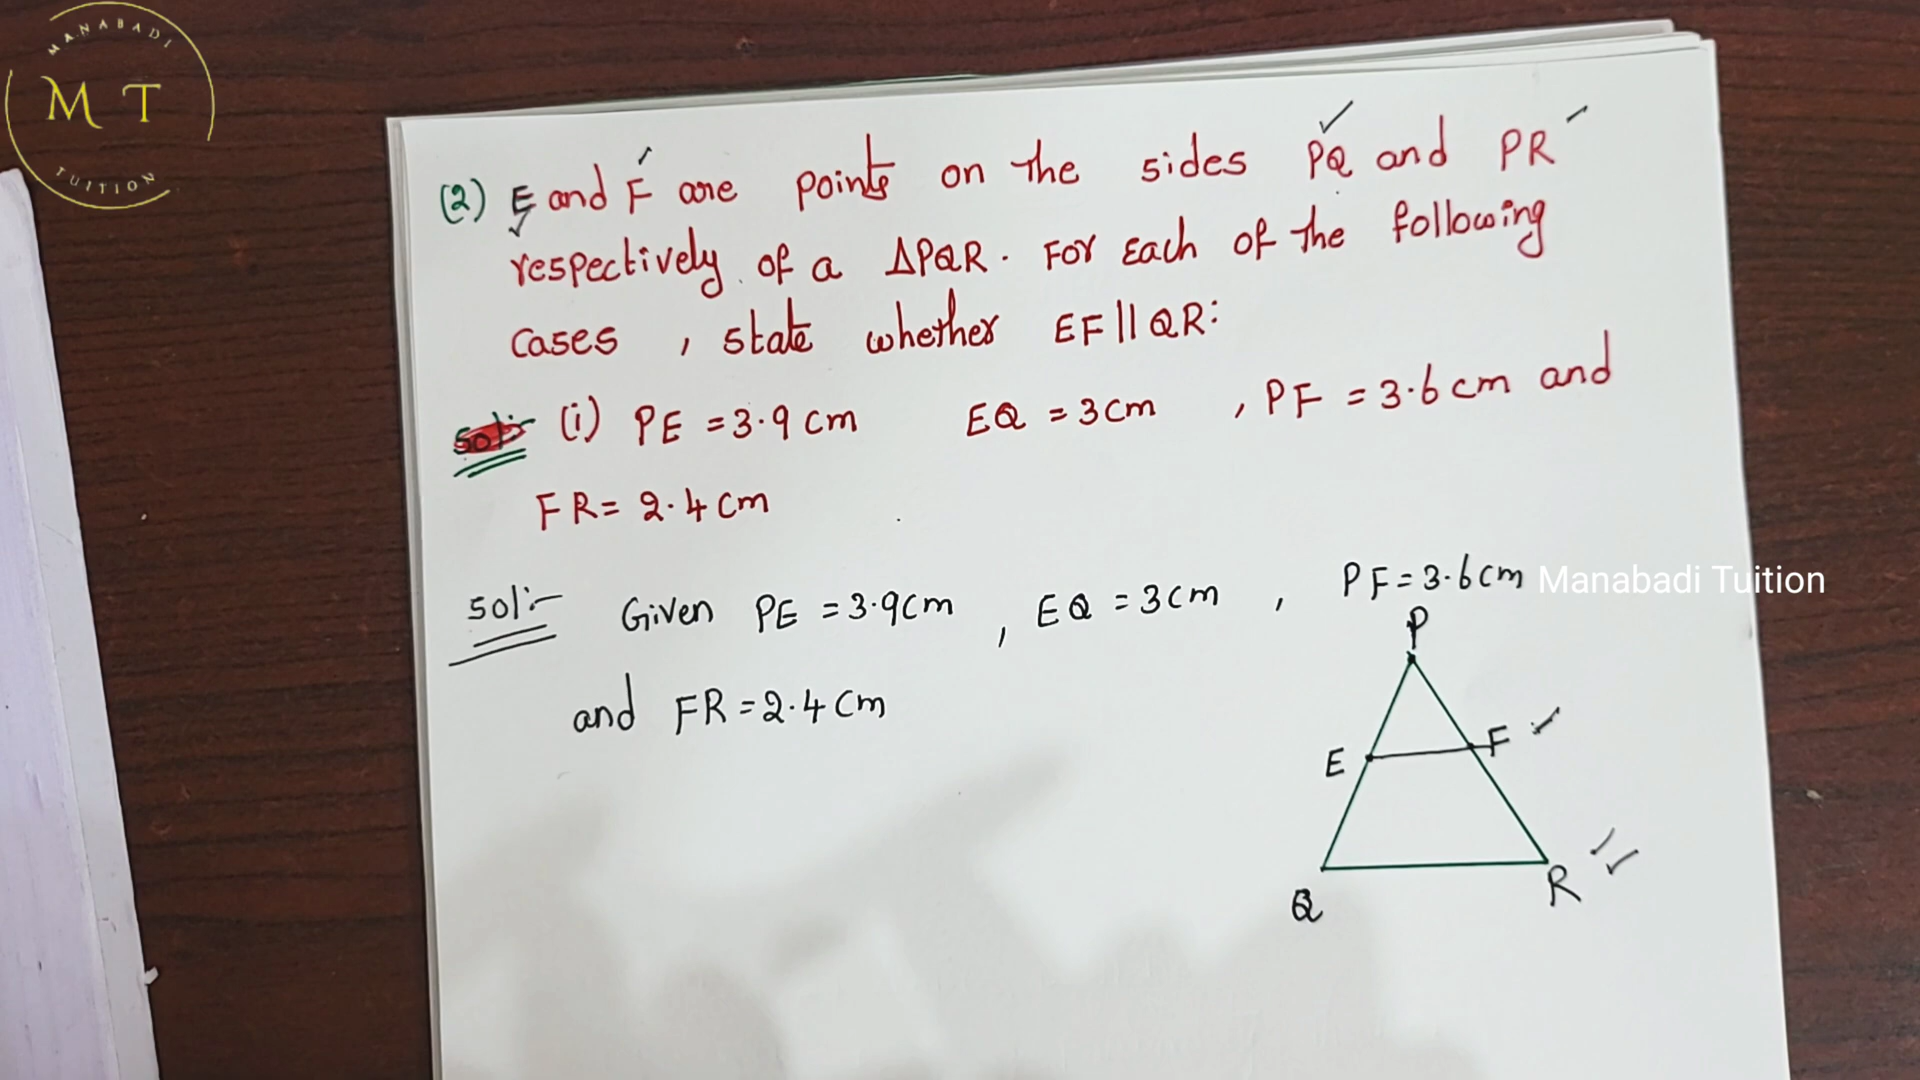 MANABADI
M T
TUITION
(2) E and F are points on the sides PQ and PR
respectively of a ΔPQR. For Each of the following
cases, state whether EF||QR:
sol:- (i) PE = 3.9 cm EQ = 3cm , PF = 3.6 cm and
FR = 2.4 cm
sol:- Given PE = 3.9cm , EQ = 3cm , PF = 3.6cm
Manabadi Tuition
and FR = 2.4 cm
P
E F
Q R